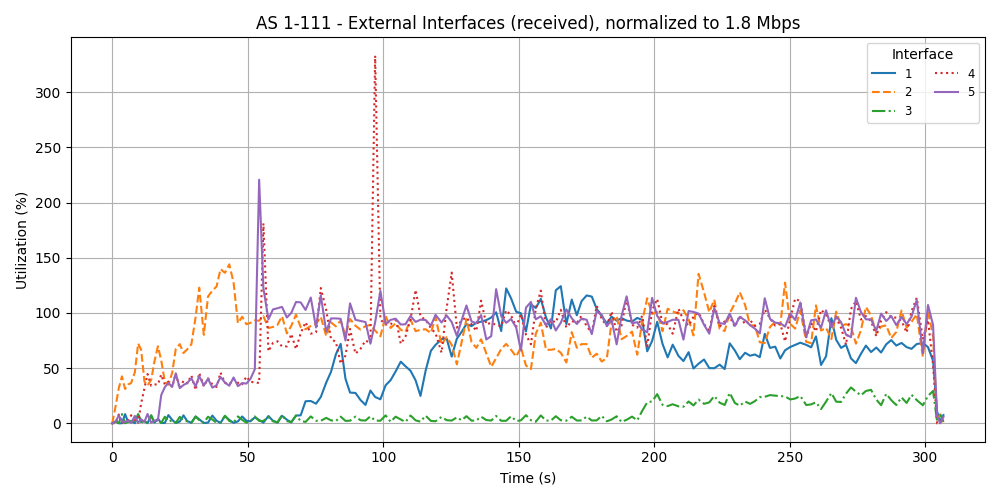 AS 1-111 - External Interfaces (received), normalized to 1.8 Mbps
Interface
1
2
3
4
5
Utilization (%)
300
250
200
150
100
50
0
0 50 100 150 200 250 300
Time (s)